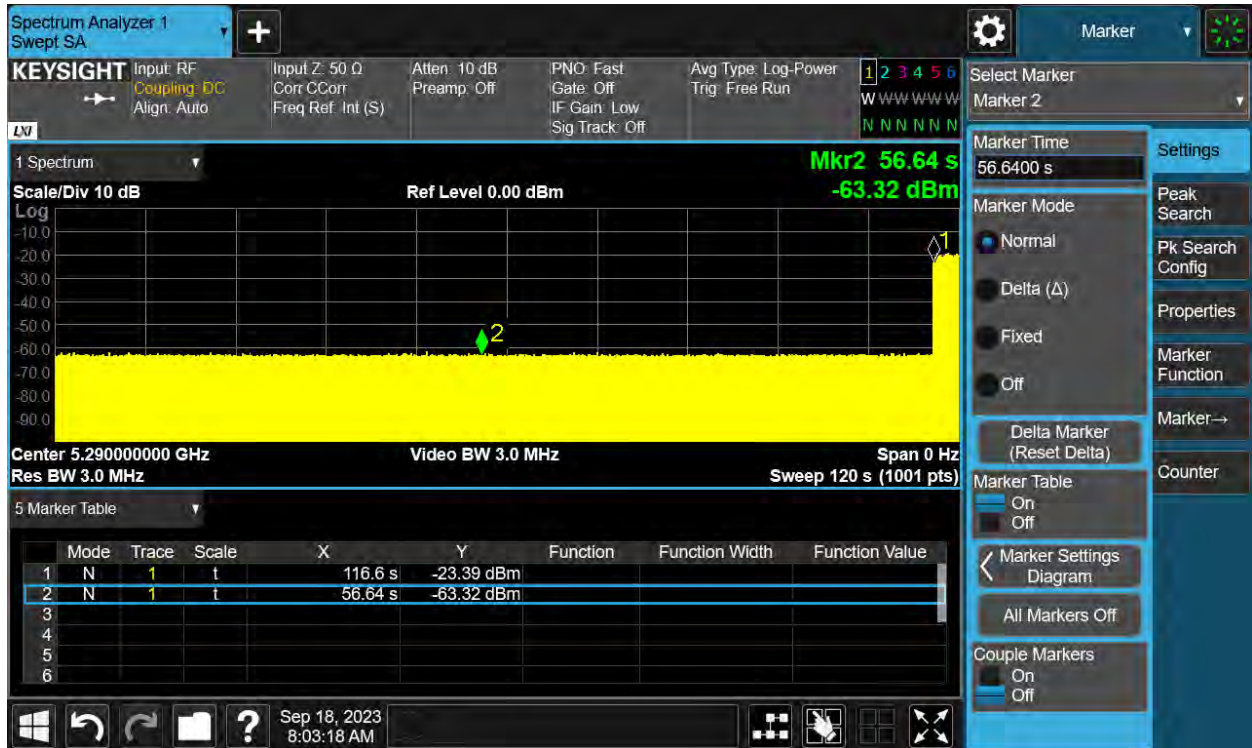 Spectrum Analyzer 1
Swept SA
+
Marker
KEYSIGHT
LXI
Input: RF
Coupling: DC
Align: Auto
Input Z: 50 Ω
Corr CCorr
Freq Ref: Int (S)
Atten: 10 dB
Preamp: Off
PNO: Fast
Gate: Off
IF Gain: Low
Sig Track: Off
Avg Type: Log-Power
Trig: Free Run
1 2 3 4 5 6
W W W W W W
N N N N N N
Select Marker
Marker 2
1 Spectrum
Mkr2 56.64 s
-63.32 dBm
Scale/Div 10 dB
Ref Level 0.00 dBm
Log
-10.0
-20.0
-30.0
-40.0
-50.0
-60.0
-70.0
-80.0
-90.0
1
2
Center 5.290000000 GHz
Video BW 3.0 MHz
Span 0 Hz
Res BW 3.0 MHz
Sweep 120 s (1001 pts)
Marker Time
56.6400 s
Marker Mode
Normal
Delta (Δ)
Fixed
Off
Delta Marker
(Reset Delta)
Marker Table
On
Off
Marker Settings
Diagram
All Markers Off
Couple Markers
On
Off
Settings
Peak
Search
Pk Search
Config
Properties
Marker
Function
Marker→
Counter
5 Marker Table
Mode Trace Scale X Y Function Function Width Function Value
1 N 1 t 116.6 s -23.39 dBm
2 N 1 t 56.64 s -63.32 dBm
3
4
5
6
?
Sep 18, 2023
8:03:18 AM